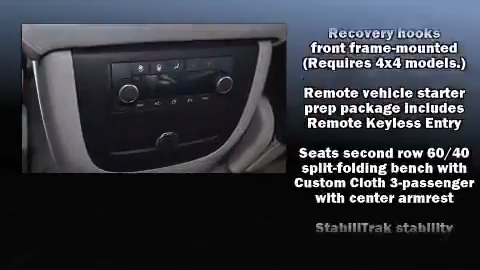 Recovery hooks
front frame-mounted
(Requires 4x4 models.)
Remote vehicle starter
prep package Includes
Remote Keyless Entry
Seats second row 60/40
split-folding bench with
Custom Cloth 3-passenger
with center armrest
StabiliTrak stability